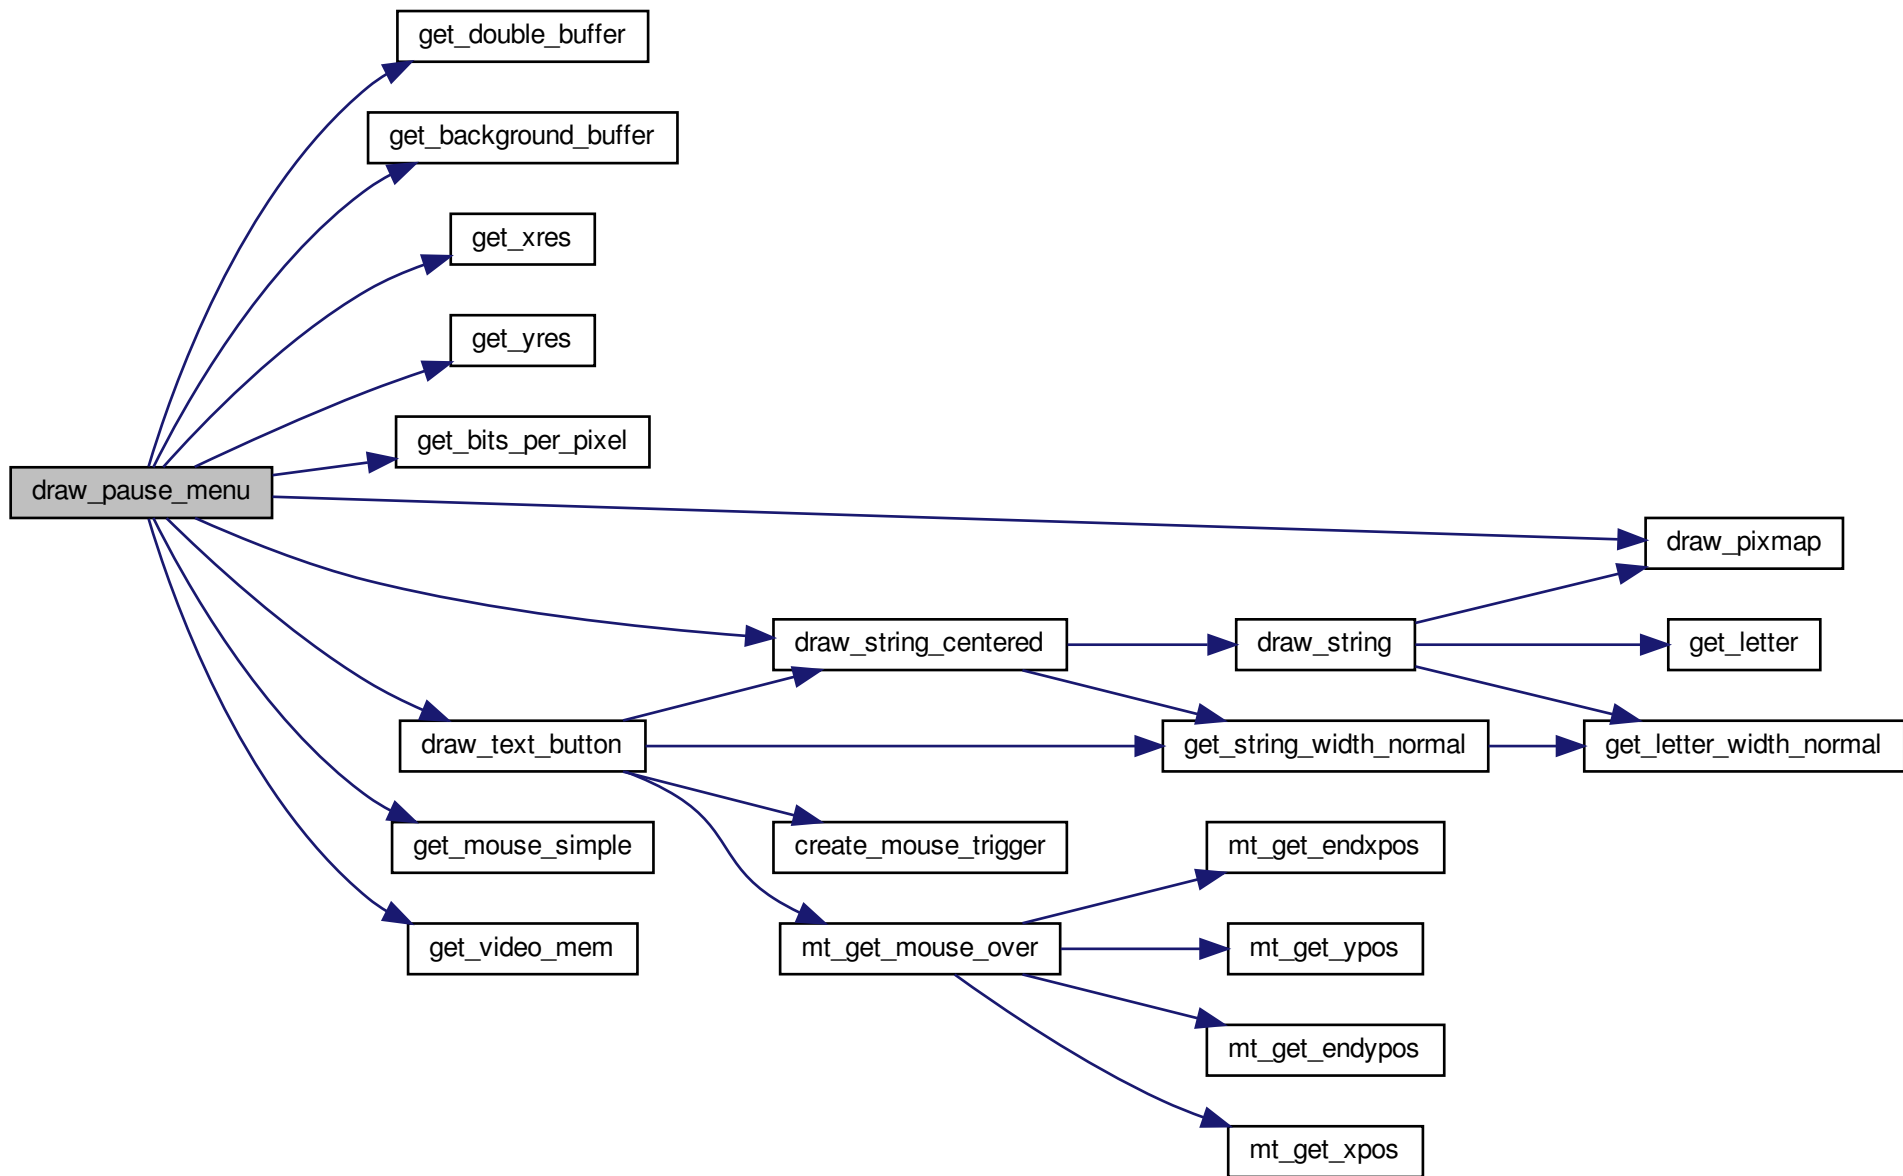 get_double_buffer
get_background_buffer
get_xres
get_yres
get_bits_per_pixel
draw_pause_menu
draw_pixmap
draw_string_centered
draw_string
get_letter
draw_text_button
get_string_width_normal
get_letter_width_normal
get_mouse_simple
create_mouse_trigger
mt_get_endxpos
get_video_mem
mt_get_mouse_over
mt_get_ypos
mt_get_endypos
mt_get_xpos